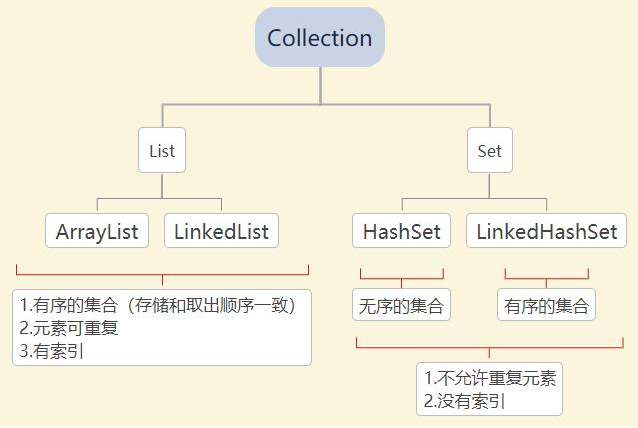 Collection
List
Set
ArrayList
LinkedList
HashSet
LinkedHashSet
1.有序的集合（存储和取出顺序一致）
2.元素可重复
3.有索引
无序的集合
有序的集合
1.不允许重复元素
2.没有索引